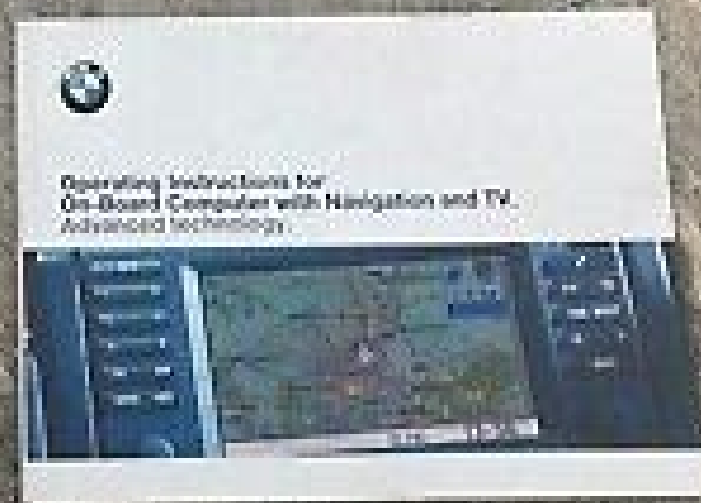 Operating Instructions for
On-Board Computer with Navigation and TV.
Advanced technology.